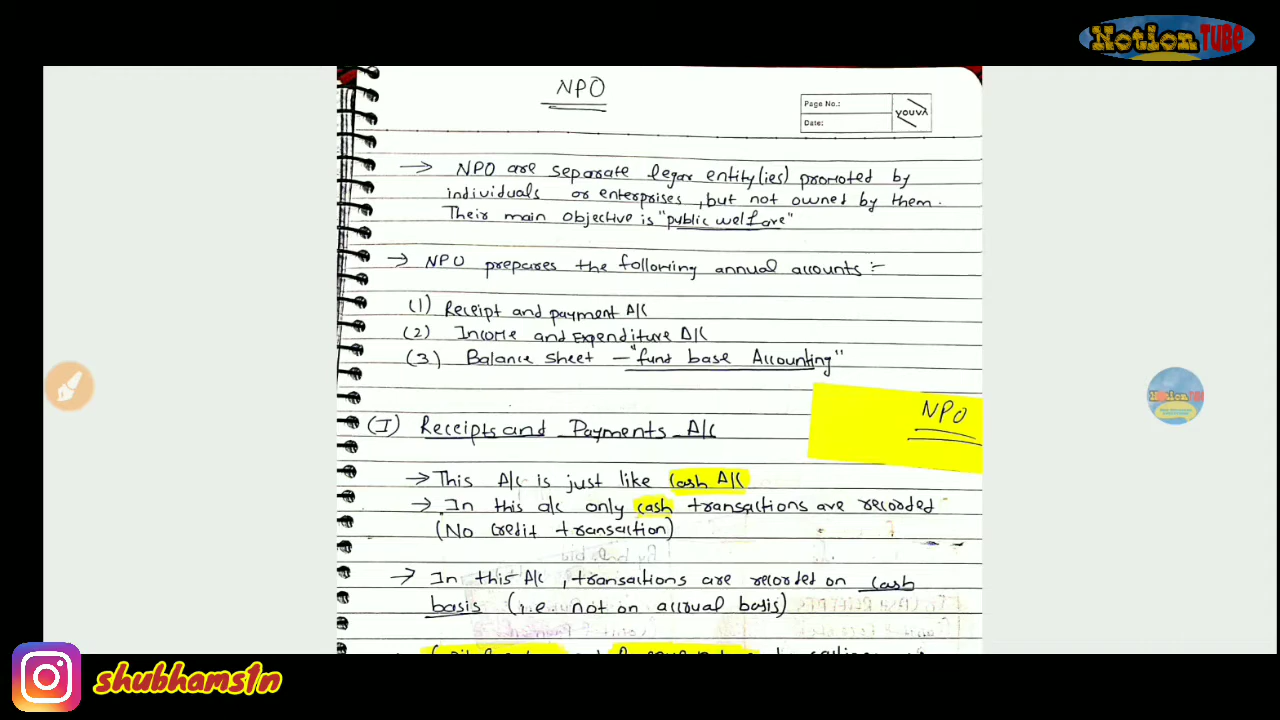 NotIonTUBE
NPO
Page No.:
Date:
youva
→ NPO are separate legar entity(ies) promoted by
individuals or enterprises, but not owned by them.
Their main objective is "public welfare"
→ NPO prepares the following annual accounts :-
(1) Receipt and payment A/C
(2) Income and Expenditure A/C
(3) Balance sheet — "fund base Accounting"
NPO
(I) Receipts and Payments A/C
→ This A/C is just like Cash A/C
→ In this a/c only cash transactions are recorded
(No Credit transaction)
→ In this A/C, transactions are recorded on cash
basis (i.e. not on accrual basis)
NotIonTUBE
shubhams1n